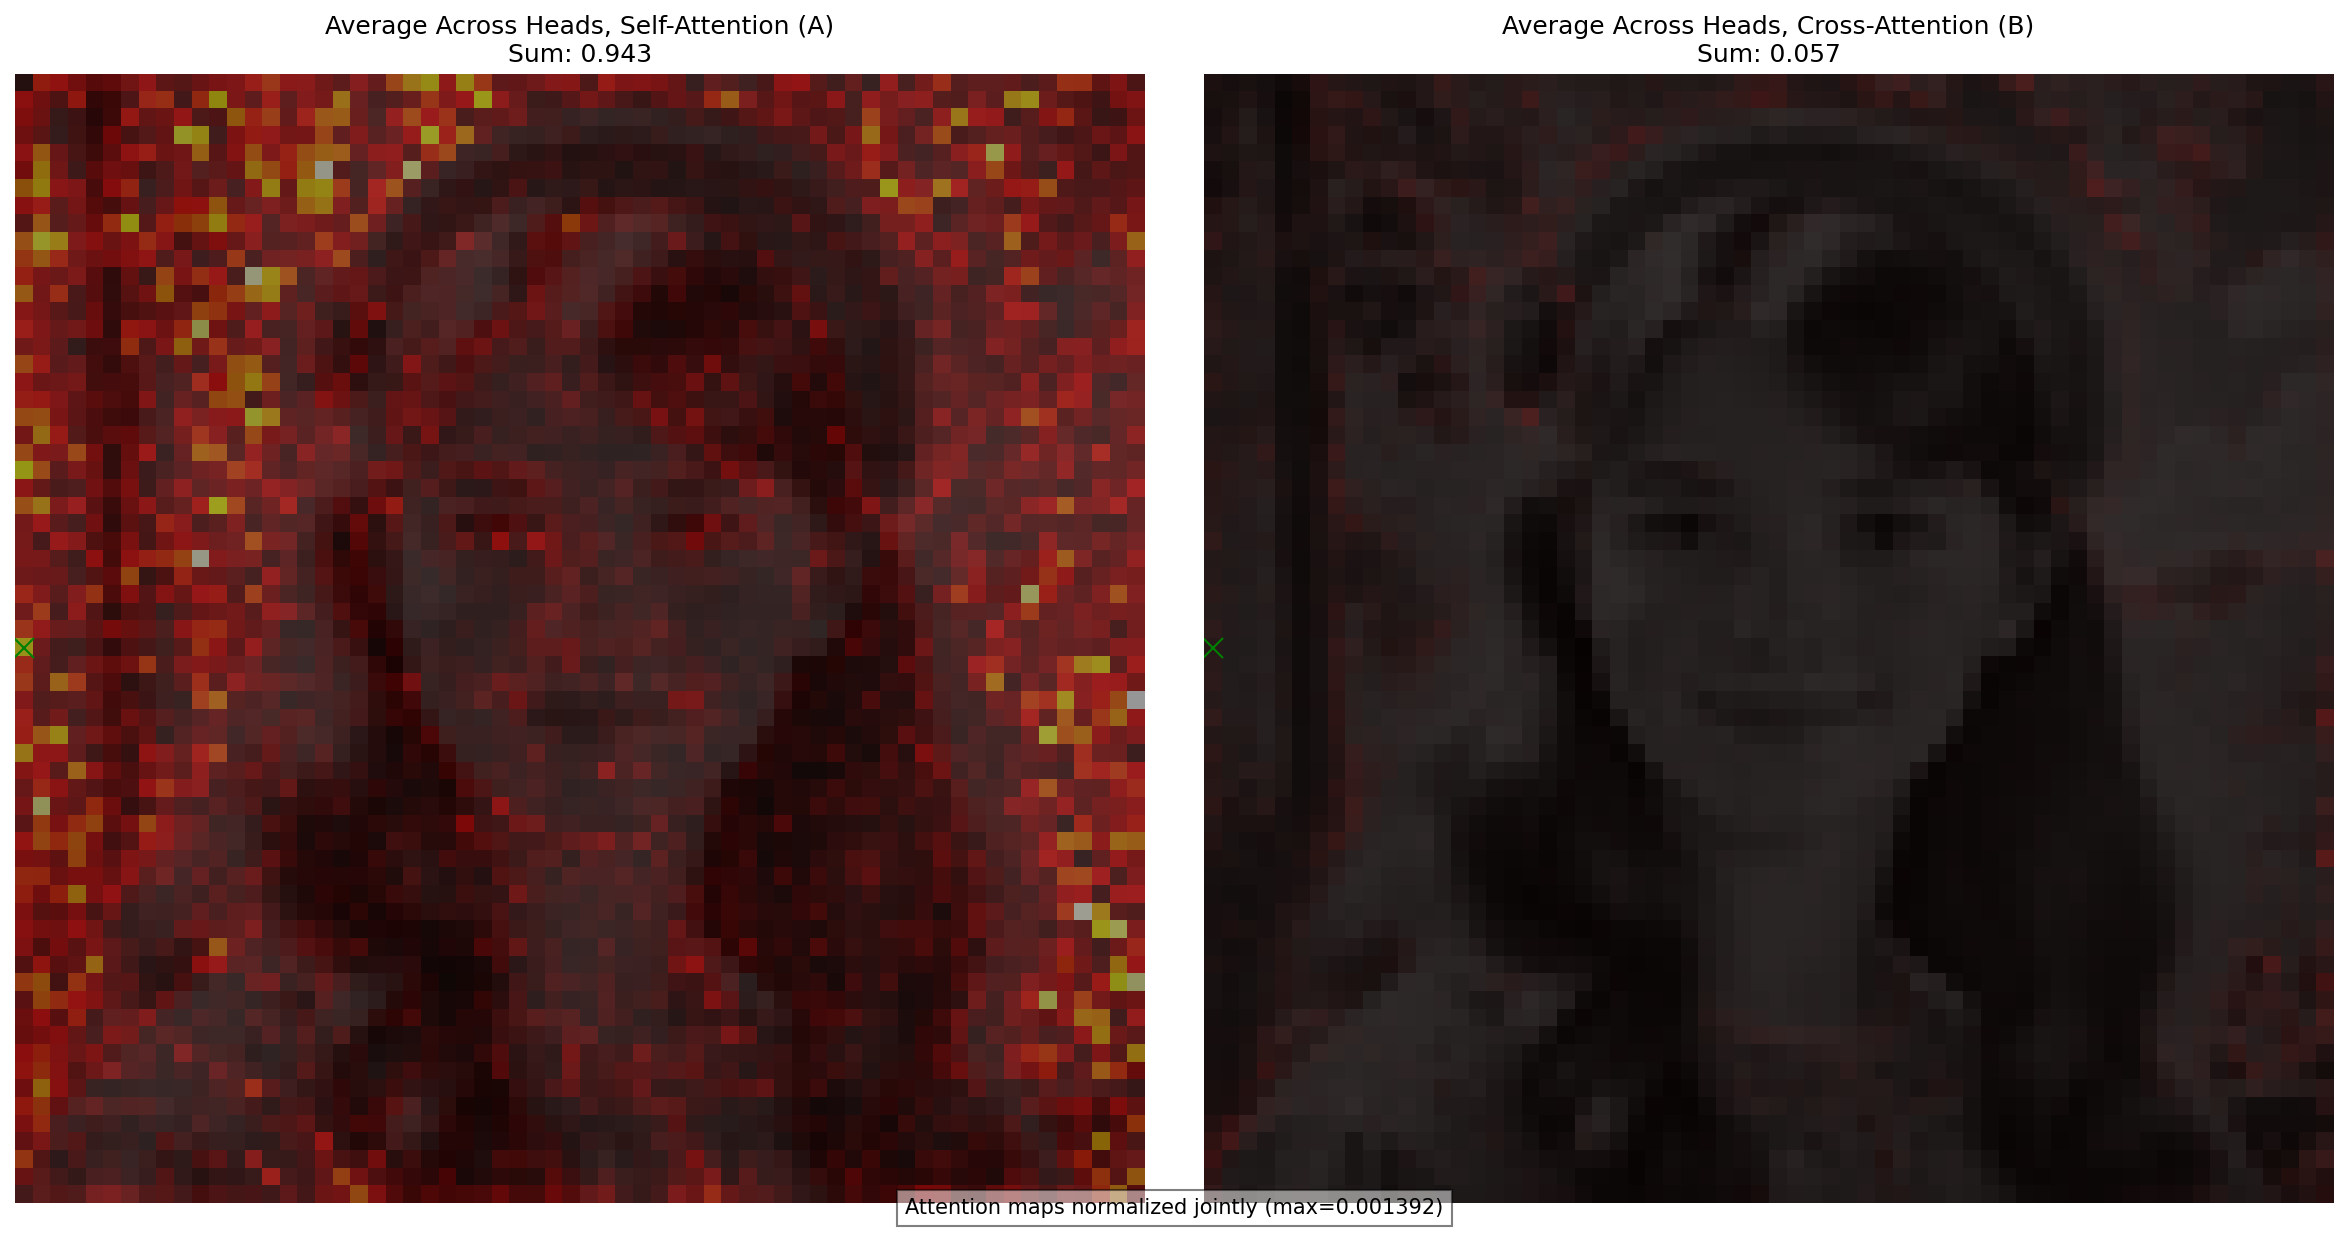 Average Across Heads, Self-Attention (A)
Sum: 0.943
Average Across Heads, Cross-Attention (B)
Sum: 0.057
Attention maps normalized jointly (max=0.001392)